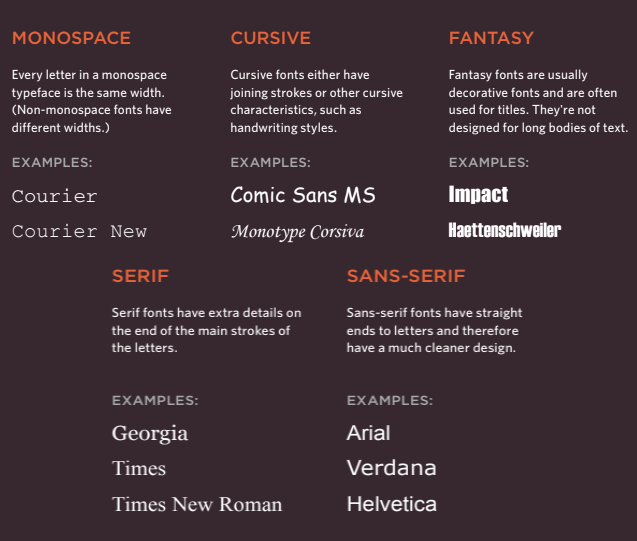 MONOSPACE
Every letter in a monospace
typeface is the same width.
(Non-monospace fonts have
different widths.)
EXAMPLES:
Courier
Courier New
CURSIVE
Cursive fonts either have
joining strokes or other cursive
characteristics, such as
handwriting styles.
EXAMPLES:
Comic Sans MS
Monotype Corsiva
FANTASY
Fantasy fonts are usually
decorative fonts and are often
used for titles. They're not
designed for long bodies of text.
EXAMPLES:
Impact
Haettenschweiler
SERIF
Serif fonts have extra details on
the end of the main strokes of
the letters.
EXAMPLES:
Georgia
Times
Times New Roman
SANS-SERIF
Sans-serif fonts have straight
ends to letters and therefore
have a much cleaner design.
EXAMPLES:
Arial
Verdana
Helvetica